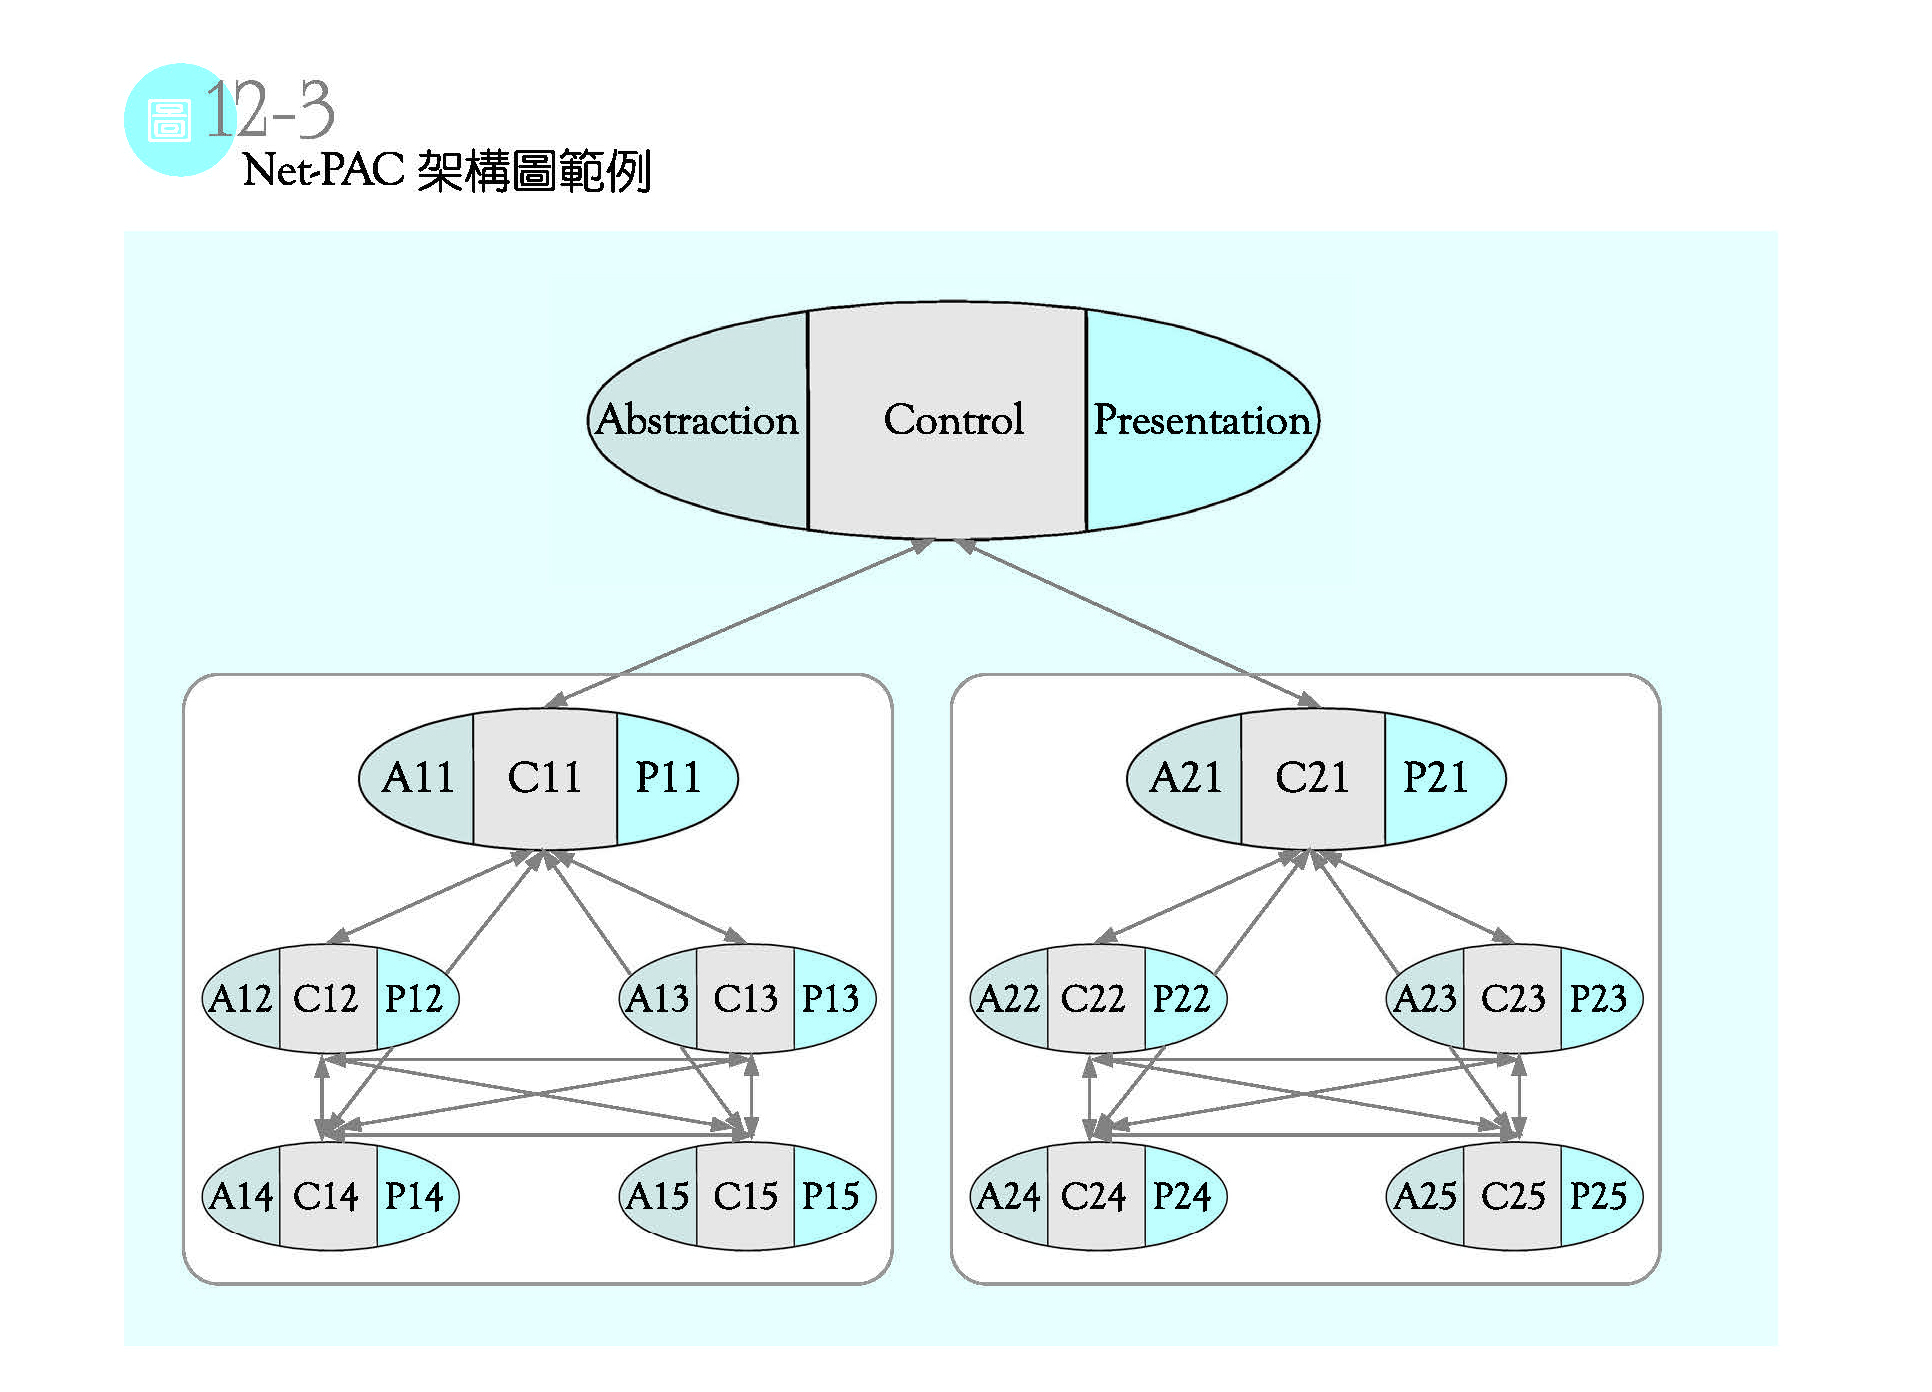 圖 12-3
Net-PAC 架構圖範例
Abstraction Control Presentation
A11 C11 P11
A21 C21 P21
A12 C12 P12
A13 C13 P13
A22 C22 P22
A23 C23 P23
A14 C14 P14
A15 C15 P15
A24 C24 P24
A25 C25 P25